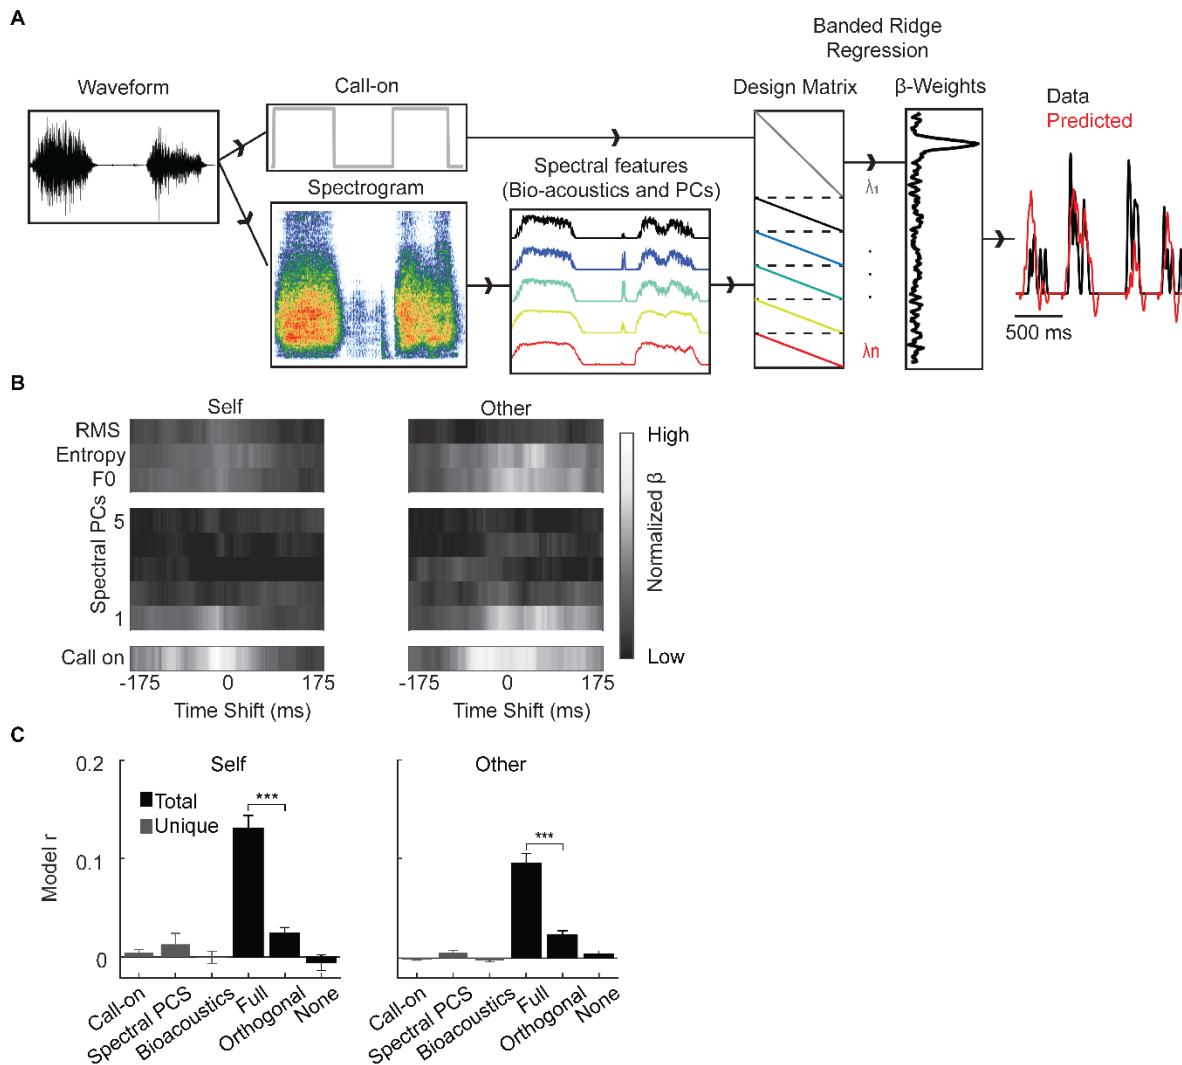 A
Banded Ridge
Regression
Waveform
Call-on
Design Matrix
β-Weights
Data
Predicted
Spectral features
(Bio-acoustics and PCs)
Spectrogram
λ1
λn
500 ms
B
Self
Other
RMS
Entropy
F0
Spectral PCs
5
1
Call on
-175
0
175
Time Shift (ms)
-175
0
175
Time Shift (ms)
High
Normalized β
Low
C
Self
Other
0.2
0.1
0
Model r
Total
Unique
***
***
Call-on
Spectral PCS
Bioacoustics
Full
Orthogonal
None
Call-on
Spectral PCS
Bioacoustics
Full
Orthogonal
None